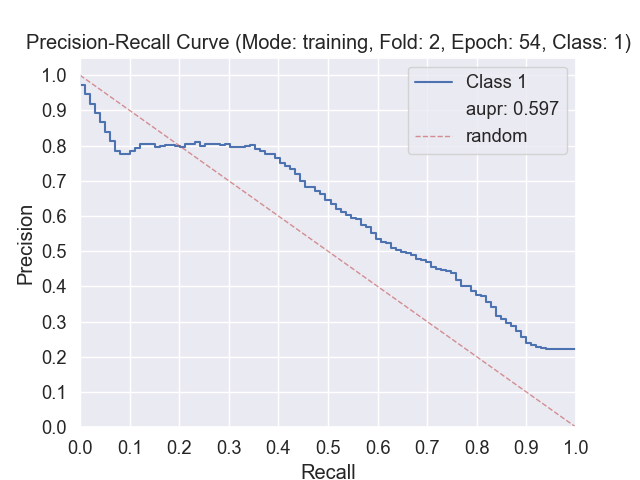 Precision-Recall Curve (Mode: training, Fold: 2, Epoch: 54, Class: 1)
Class 1
aupr: 0.597
random
1.0
0.9
0.8
0.7
0.6
0.5
0.4
0.3
0.2
0.1
0.0
Precision
0.0 0.1 0.2 0.3 0.4 0.5 0.6 0.7 0.8 0.9 1.0
Recall